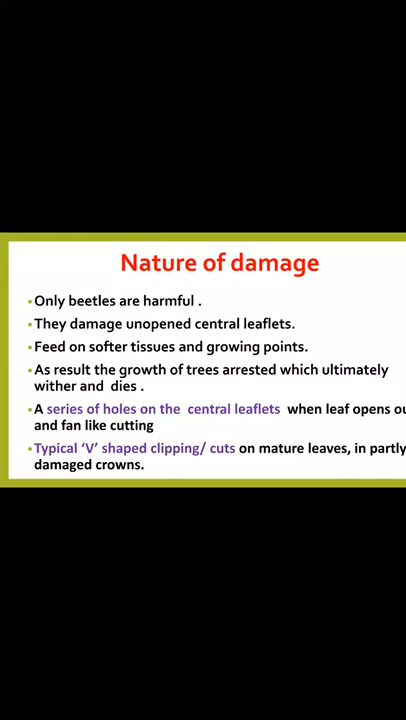 Nature of damage
•Only beetles are harmful .
•They damage unopened central leaflets.
•Feed on softer tissues and growing points.
•As result the growth of trees arrested which ultimately
wither and dies .
•A series of holes on the central leaflets when leaf opens ou
and fan like cutting
•Typical ‘V’ shaped clipping/ cuts on mature leaves, in partly
damaged crowns.